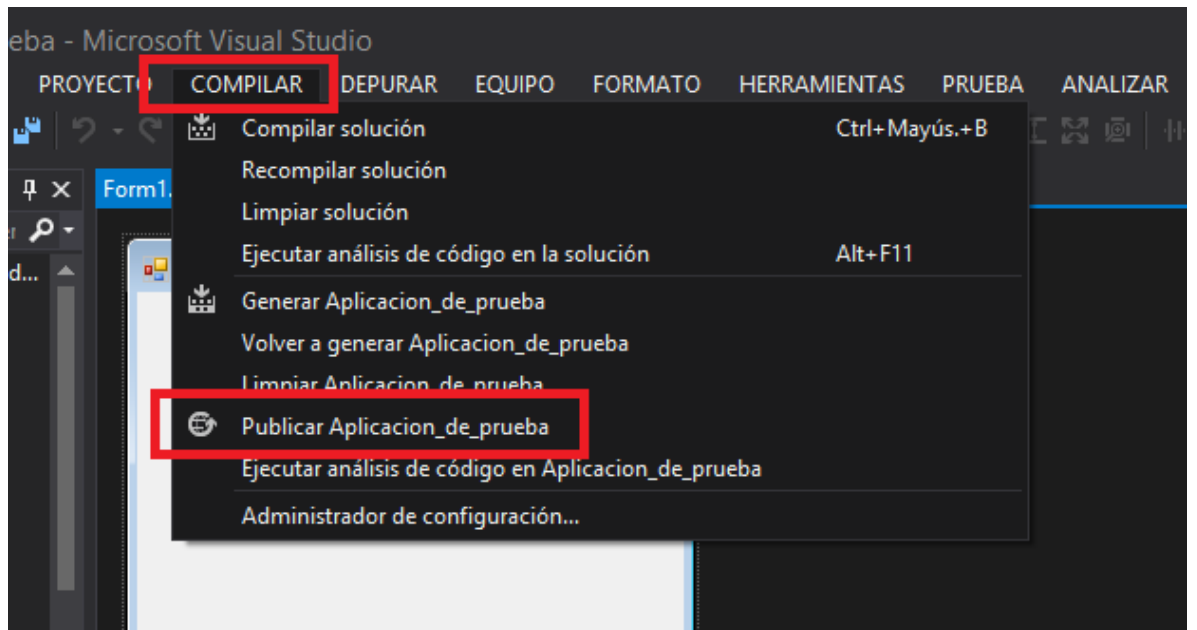 eba - Microsoft Visual Studio
PROYECTO COMPILAR DEPURAR EQUIPO FORMATO HERRAMIENTAS PRUEBA ANALIZAR
Compilar solución Ctrl+Mayús.+B
Recompilar solución
Form1.
Limpiar solución
Ejecutar análisis de código en la solución Alt+F11
d...
Generar Aplicacion_de_prueba
Volver a generar Aplicacion_de_prueba
Limpiar Aplicacion_de_prueba
Publicar Aplicacion_de_prueba
Ejecutar análisis de código en Aplicacion_de_prueba
Administrador de configuración...